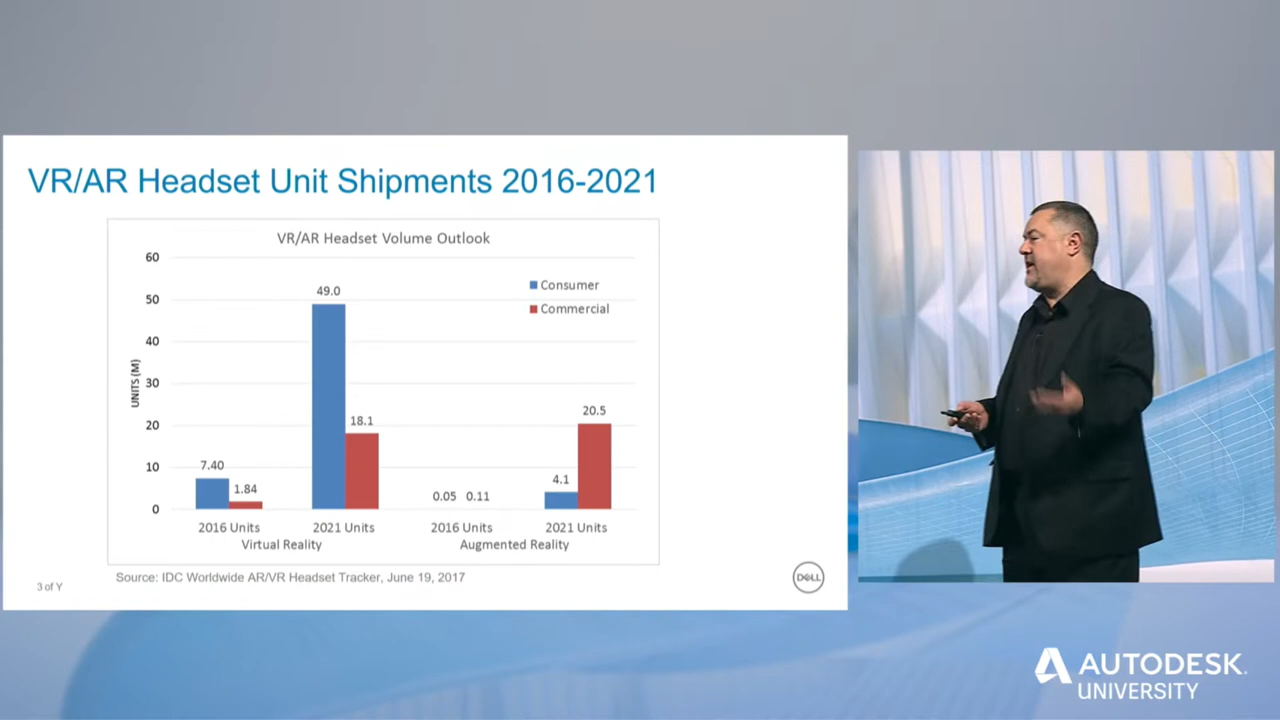 VR/AR Headset Unit Shipments 2016-2021
VR/AR Headset Volume Outlook
60
50
40
30
20
10
0
UNITS (M)
Consumer
Commercial
7.40
1.84
49.0
18.1
0.05 0.11
4.1
20.5
2016 Units
2021 Units
2016 Units
2021 Units
Virtual Reality
Augmented Reality
Source: IDC Worldwide AR/VR Headset Tracker, June 19, 2017
3 of Y
DELL
AUTODESK.
UNIVERSITY